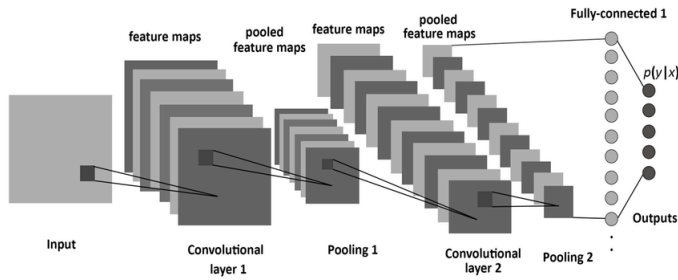 Fully-connected 1
pooled
feature maps
feature maps
pooled
feature maps
feature maps
p(y|x)
Outputs
Input
Convolutional
layer 1
Pooling 1
Convolutional
layer 2
Pooling 2